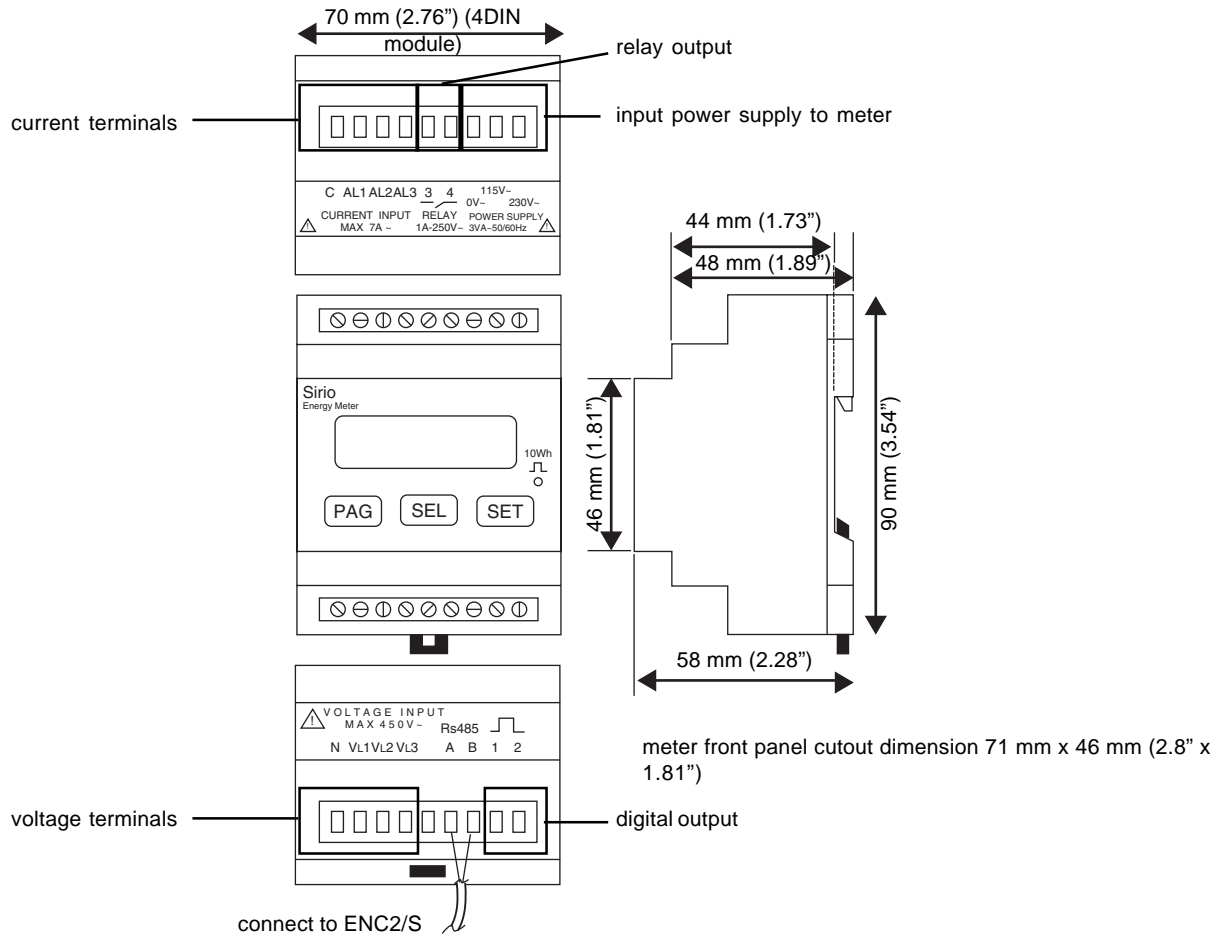 70 mm (2.76”) (4DIN
module)
relay output
current terminals
input power supply to meter
C AL1 AL2 AL3 3 4 115V~
0V~ 230V~
CURRENT INPUT RELAY POWER SUPPLY
MAX 7A ~ 1A-250V~ 3VA~50/60Hz
44 mm (1.73”)
48 mm (1.89”)
Sirio
Energy Meter
10Wh
PAG SEL SET
46 mm (1.81”)
90 mm (3.54”)
58 mm (2.28”)
VOLTAGE INPUT
MAX 450V~ Rs485
N VL1 VL2 VL3 A B 1 2
meter front panel cutout dimension 71 mm x 46 mm (2.8” x
1.81”)
voltage terminals
digital output
connect to ENC2/S